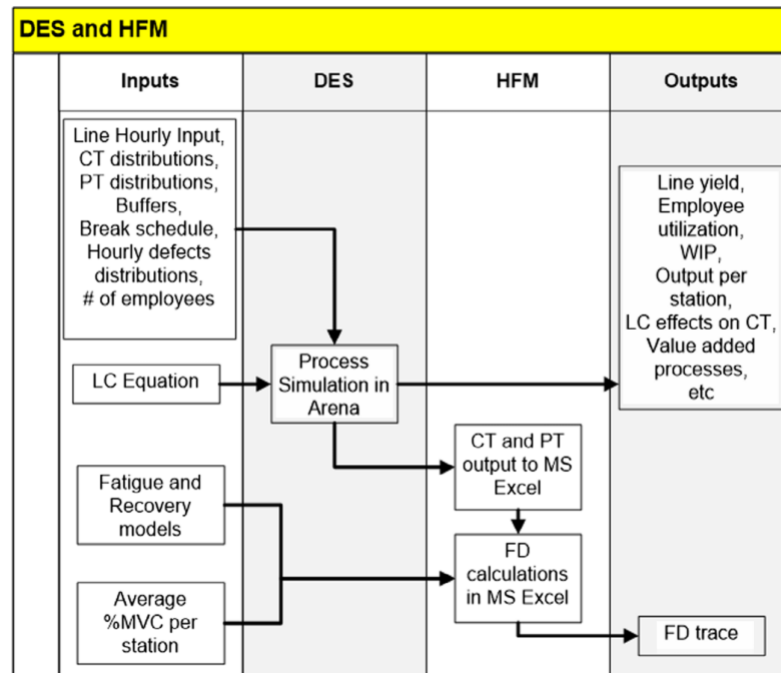 DES and HFM
Inputs
DES
HFM
Outputs
Line Hourly Input,
CT distributions,
PT distributions,
Buffers,
Break schedule,
Hourly defects
distributions,
# of employees
Line yield,
Employee
utilization,
WIP,
Output per
station,
LC effects on CT,
Value added
processes,
etc
LC Equation
Process
Simulation in
Arena
CT and PT
output to MS
Excel
Fatigue and
Recovery
models
FD
calculations
in MS Excel
Average
%MVC per
station
FD trace